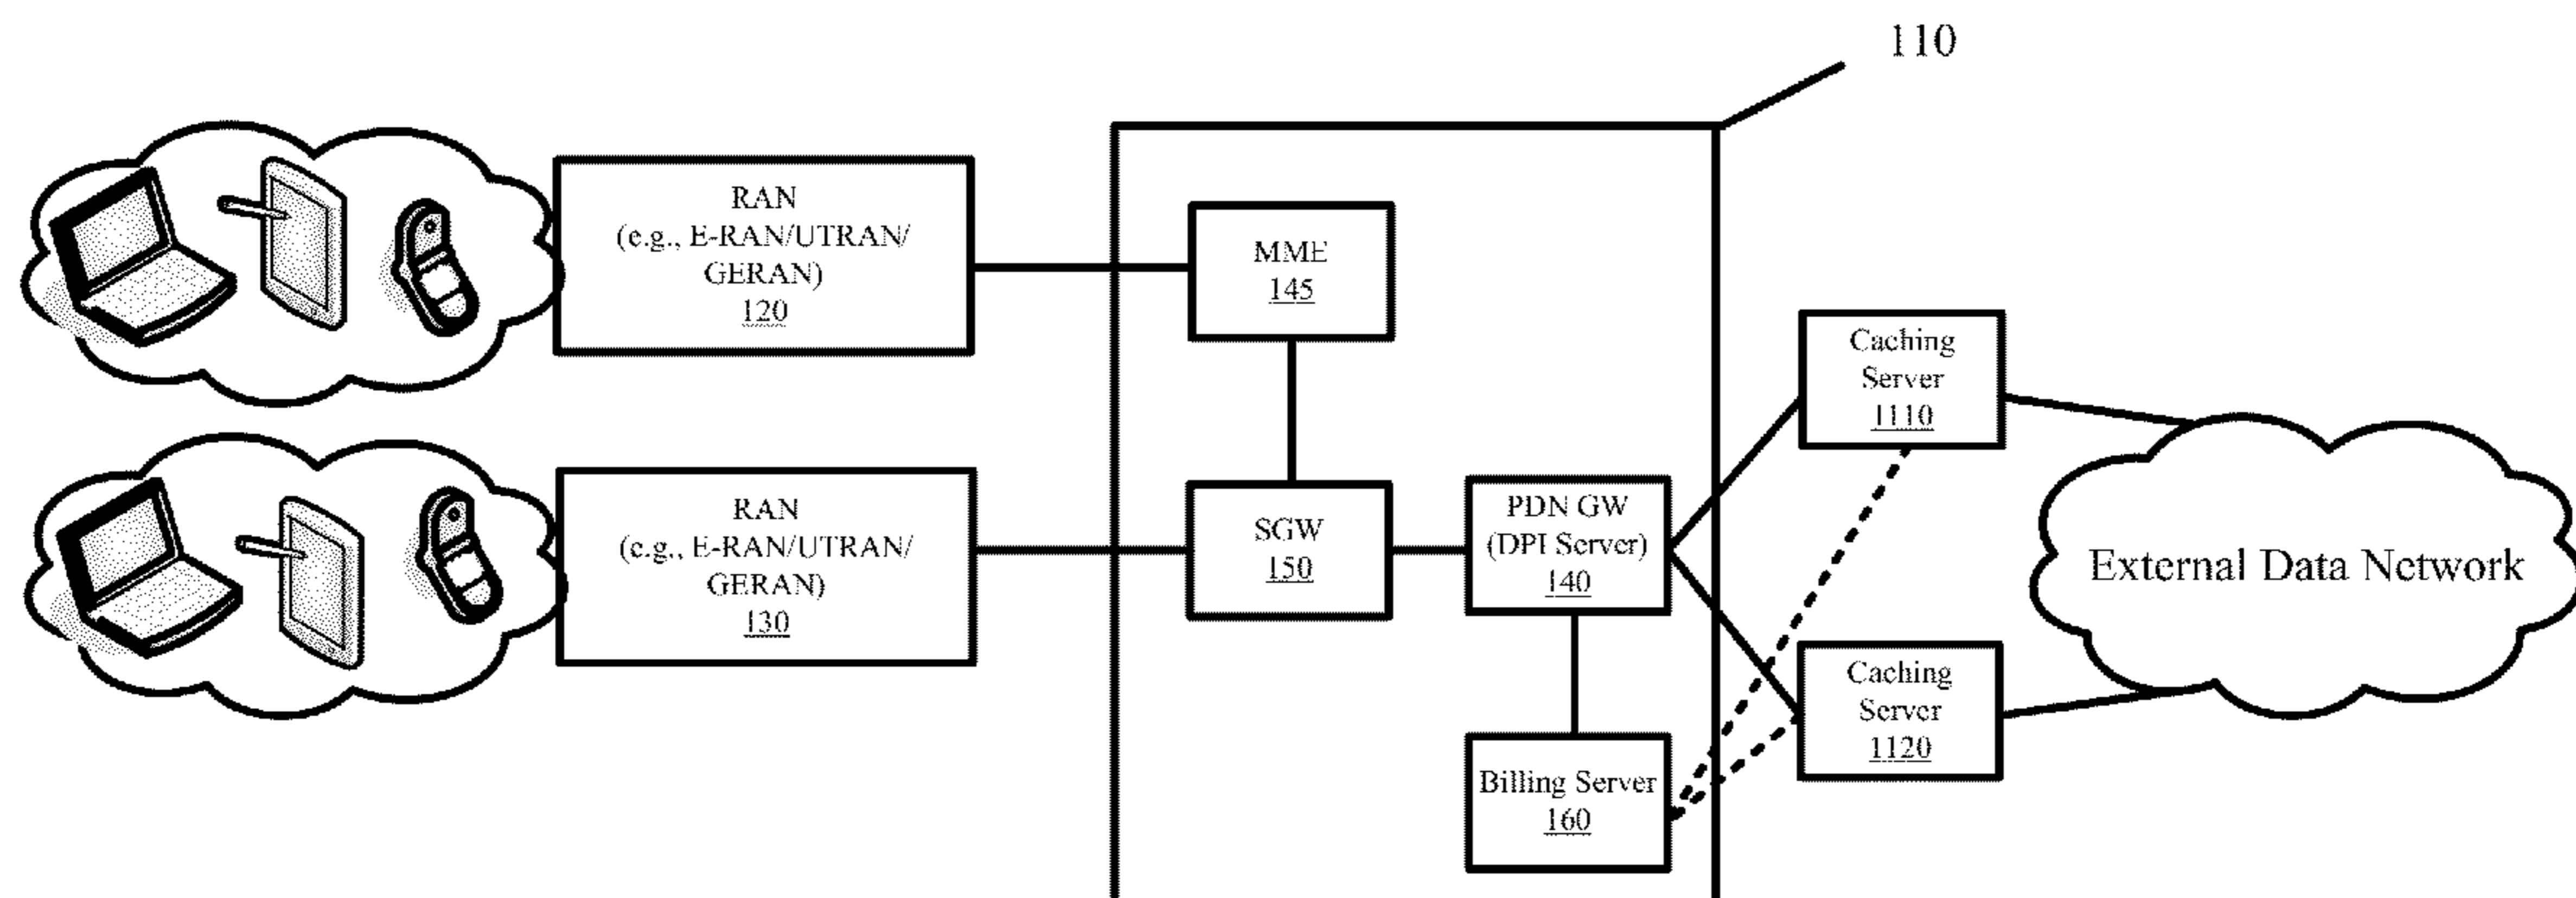 110
RAN
(e.g., E-RAN/UTRAN/
GERAN)
120
MME
145
Caching
Server
1110
RAN
(e.g., E-RAN/UTRAN/
GERAN)
130
SGW
150
PDN GW
(DPI Server)
140
External Data Network
Caching
Server
1120
Billing Server
160